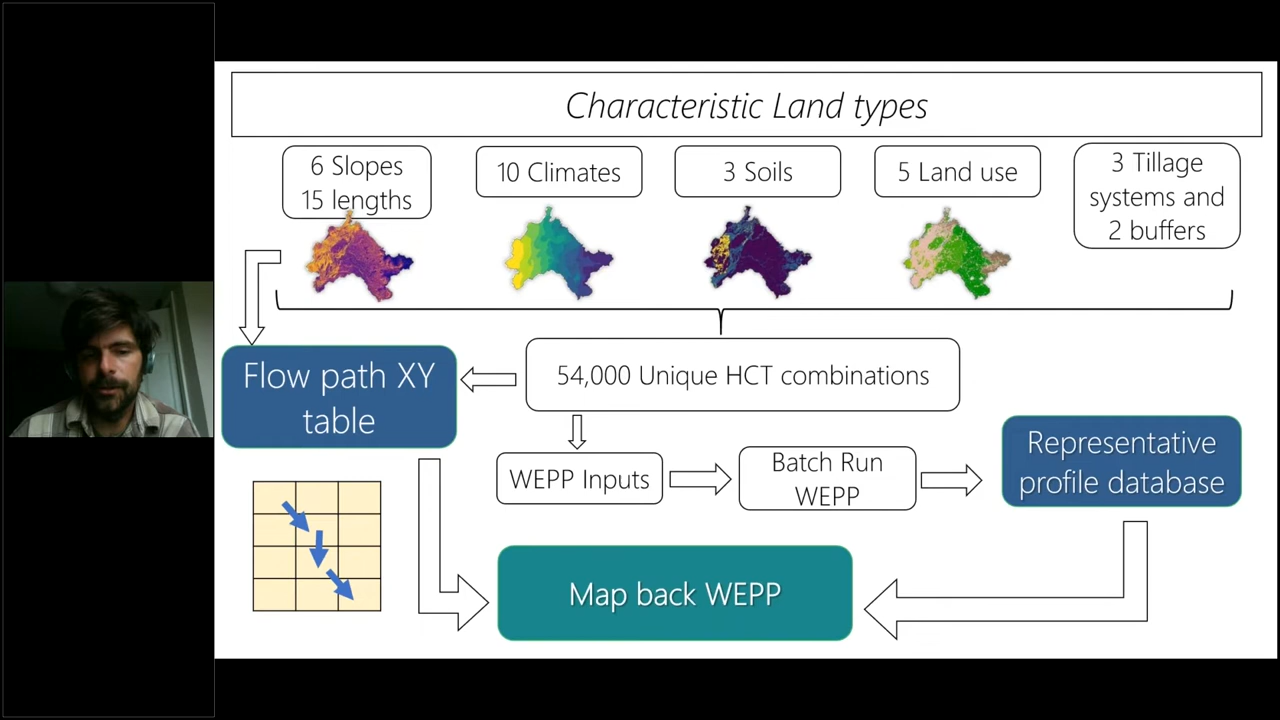 Characteristic Land types
6 Slopes
15 lengths
10 Climates
3 Soils
5 Land use
3 Tillage
systems and
2 buffers
Flow path XY
table
54,000 Unique HCT combinations
WEPP Inputs
Batch Run
WEPP
Representative
profile database
Map back WEPP